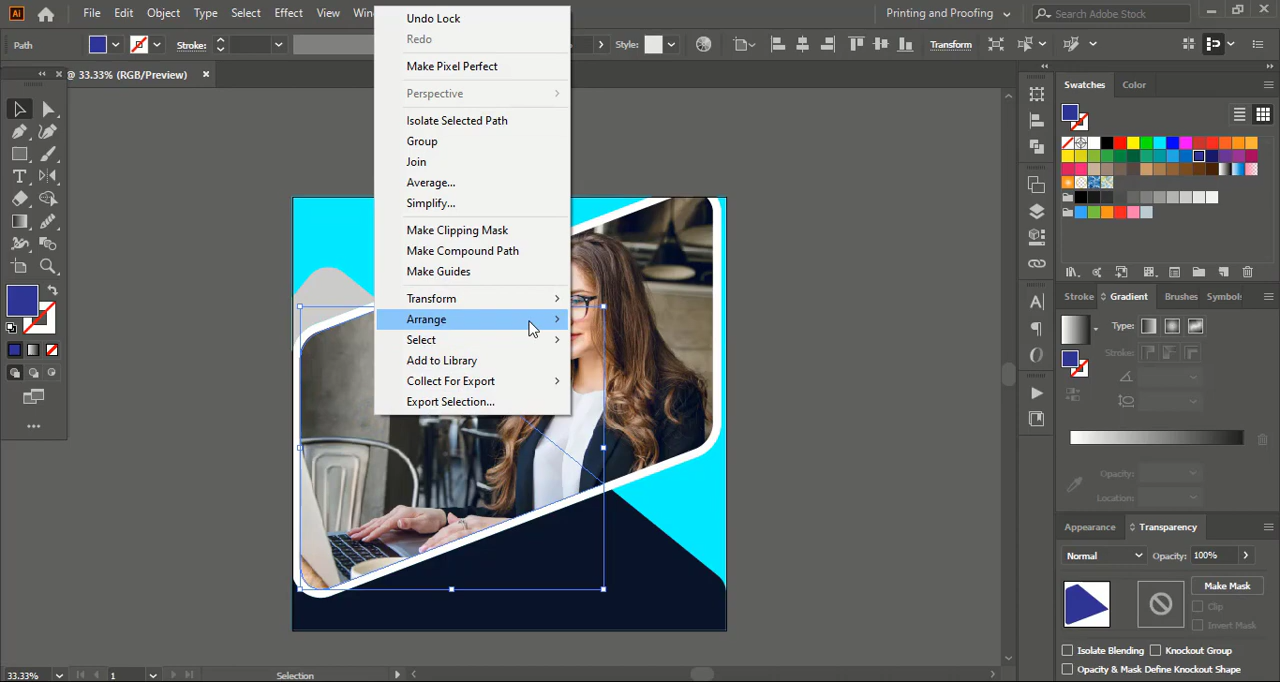 Ai File Edit Object Type Select Effect View Win Printing and Proofing Search Adobe Stock
Path Stroke: Style: Transform
@ 33.33% (RGB/Preview)
Undo Lock
Redo
Make Pixel Perfect
Perspective
Isolate Selected Path
Group
Join
Average...
Simplify...
Make Clipping Mask
Make Compound Path
Make Guides
Transform
Arrange
Select
Add to Library
Collect For Export
Export Selection...
Swatches Color
Stroke Gradient Brushes Symbols
Type:
Stroke:
Opacity:
Location:
Appearance Transparency
Normal Opacity: 100%
Make Mask
Clip
Invert Mask
Isolate Blending Knockout Group
Opacity & Mask Define Knockout Shape
33.33% 1 Selection